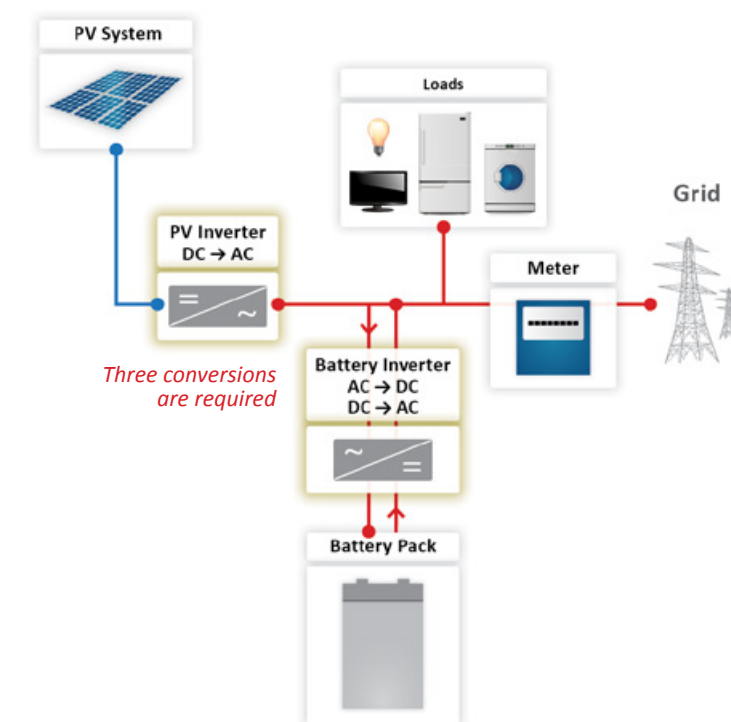 PV System
Loads
Grid
PV Inverter
DC → AC
Meter
Three conversions
are required
Battery Inverter
AC → DC
DC → AC
Battery Pack